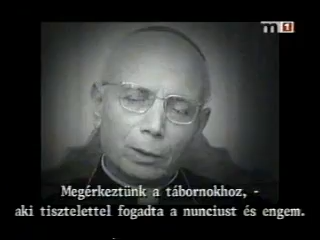 m1
Megérkeztünk a tábornokhoz, -
aki tisztelettel fogadta a nunciust és engem.